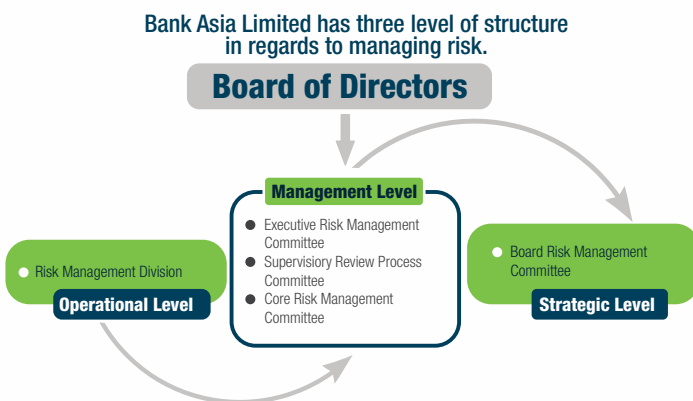 Bank Asia Limited has three level of structure
in regards to managing risk.
Board of Directors
Management Level
Executive Risk Management
Committee
Supervisiory Review Process
Committee
Core Risk Management
Committee
Risk Management Division
Operational Level
Board Risk Management
Committee
Strategic Level